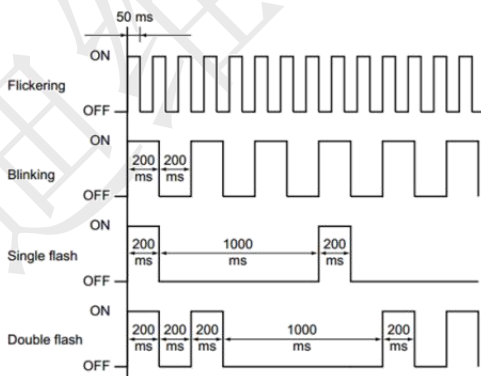 50 ms
ON
Flickering
OFF
ON
200 ms
200 ms
Blinking
OFF
ON
200 ms
1000 ms
200 ms
Single flash
OFF
ON
200 ms
200 ms
200 ms
1000 ms
200 ms
Double flash
OFF